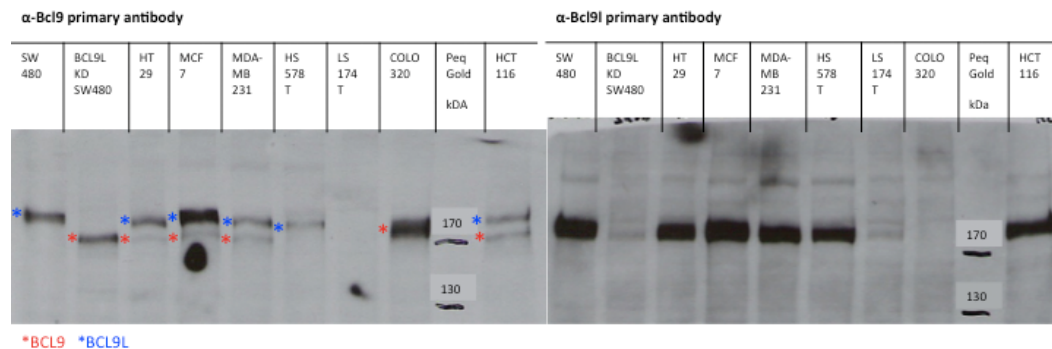 α-Bcl9 primary antibody
α-Bcl9l primary antibody
SW 480
BCL9L KD SW480
HT 29
MCF 7
MDA-MB 231
HS 578 T
LS 174 T
COLO 320
Peq Gold kDA
HCT 116
SW 480
BCL9L KD SW480
HT 29
MCF 7
MDA-MB 231
HS 578 T
LS 174 T
COLO 320
Peq Gold kDa
HCT 116
* * * * * * * * * * * *
170
130
170
130
*BCL9 *BCL9L